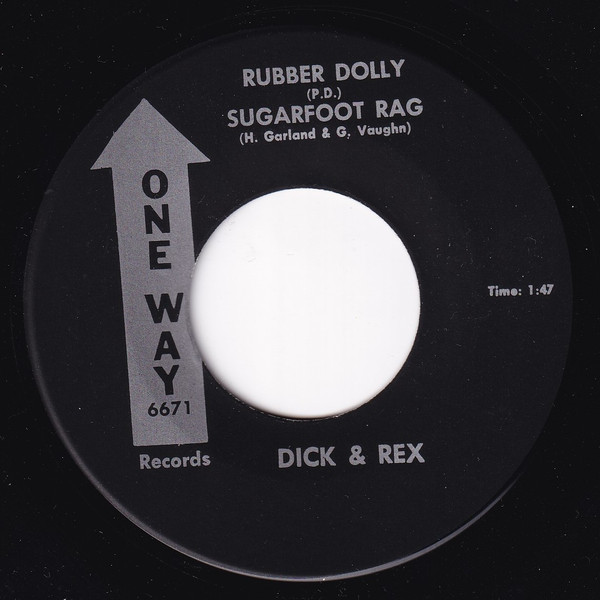 RUBBER DOLLY
(P.D.)
SUGARFOOT RAG
(H. Garland & G. Vaughn)
ONE WAY
6671
Records
Time: 1:47
DICK & REX